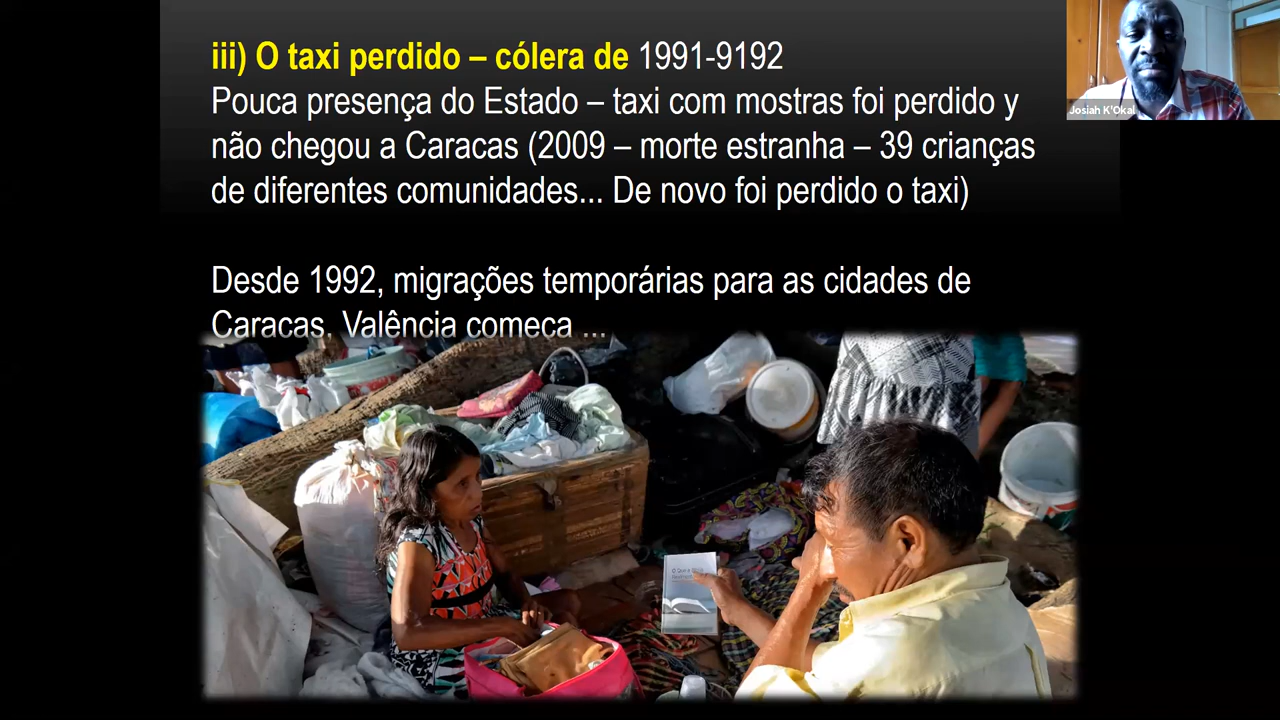 iii) O taxi perdido – cólera de 1991-9192
Pouca presença do Estado – taxi com mostras foi perdido y
não chegou a Caracas (2009 – morte estranha – 39 crianças
de diferentes comunidades... De novo foi perdido o taxi)
Desde 1992, migrações temporárias para as cidades de
Caracas, Valência começa ...
Josiah K'Okal